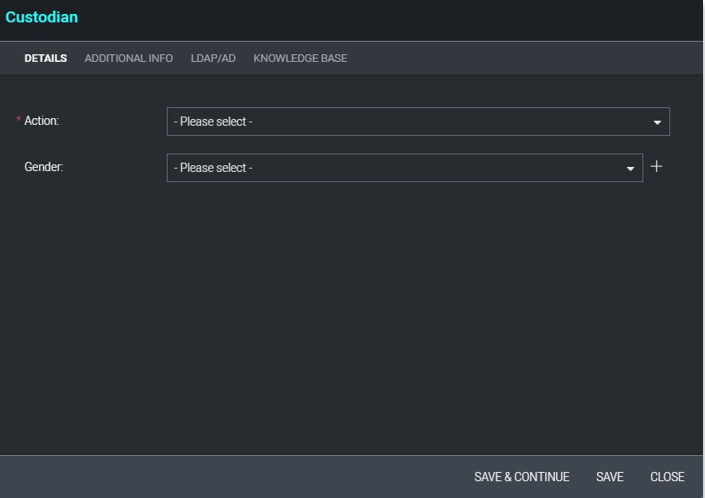 Custodian
DETAILS ADDITIONAL INFO LDAP/AD KNOWLEDGE BASE
* Action: - Please select -
Gender: - Please select - +
SAVE & CONTINUE SAVE CLOSE